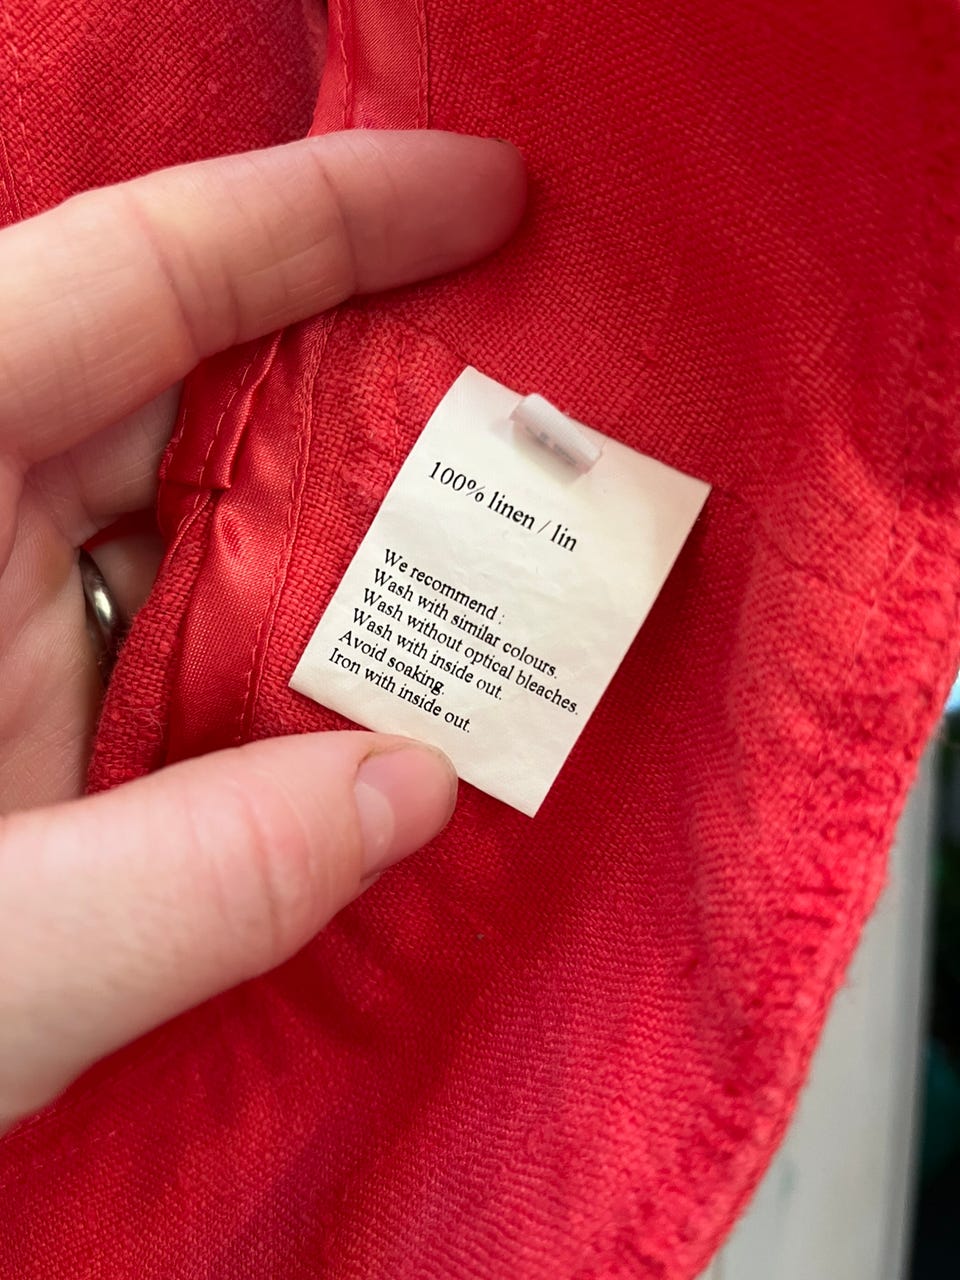 100% linen / lin
We recommend :
Wash with similar colours.
Wash without optical bleaches.
Wash with inside out.
Avoid soaking.
Iron with inside out.